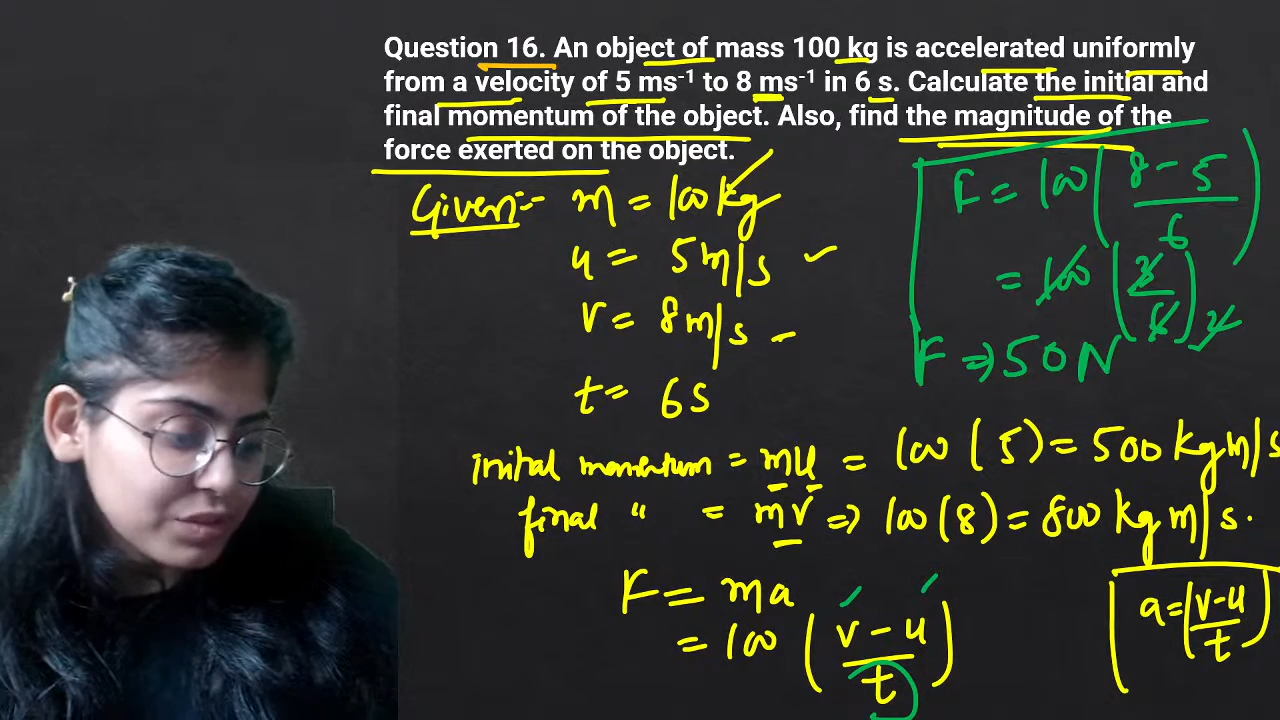 Question 16. An object of mass 100 kg is accelerated uniformly
from a velocity of 5 ms⁻¹ to 8 ms⁻¹ in 6 s. Calculate the initial and
final momentum of the object. Also, find the magnitude of the
force exerted on the object.
Given:- m = 100 kg
u = 5 m/s
v = 8 m/s
t = 6 s
initial momentum = mu = 100 (5) = 500 kg m/s
final " = mv => 100 (8) = 800 kg m/s.
F = ma
= 100 (v - u / t)
a = (v-u / t)
F = 100 (8 - 5 / 6)
= 100 (3 / 6) 2
F => 50 N